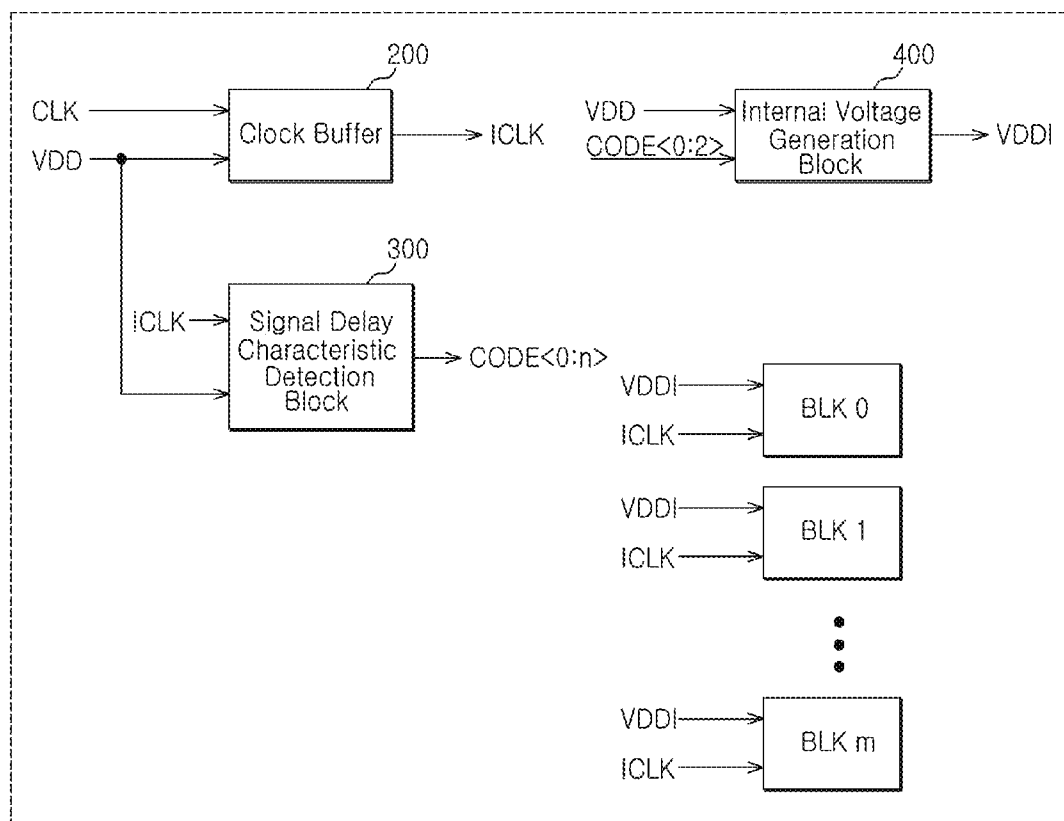 200
CLK
VDD
Clock Buffer
ICLK
400
VDD
CODE<0:2>
Internal Voltage
Generation
Block
VDDI
300
ICLK
Signal Delay
Characteristic
Detection
Block
CODE<0:n>
VDDI
ICLK
BLK 0
VDDI
ICLK
BLK 1
VDDI
ICLK
BLK m